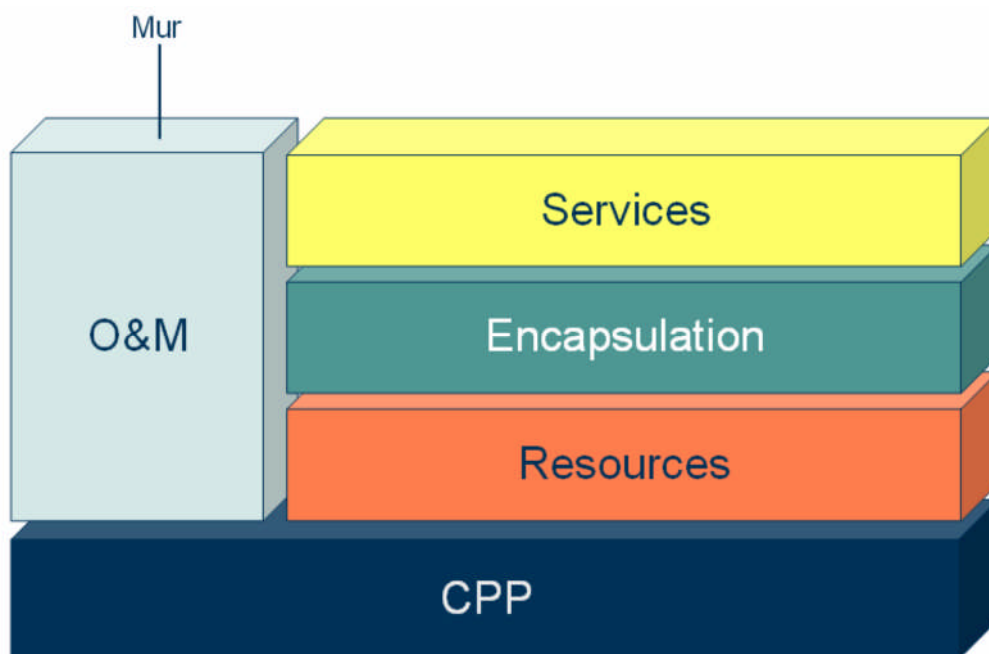 Mur
Services
O&M
Encapsulation
Resources
CPP